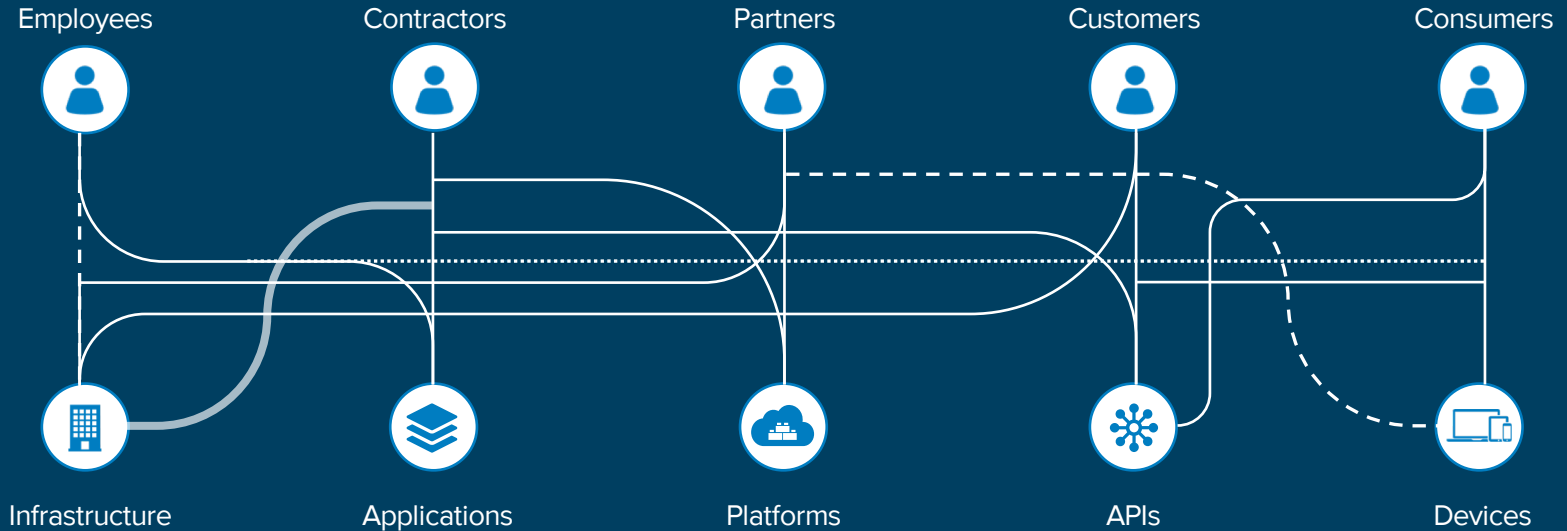 Employees
Contractors
Partners
Customers
Consumers
Infrastructure
Applications
Platforms
APIs
Devices